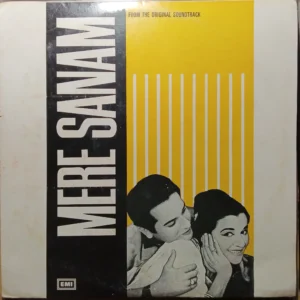 FROM THE ORIGINAL SOUNDTRACK
MERE SANAM
EMI